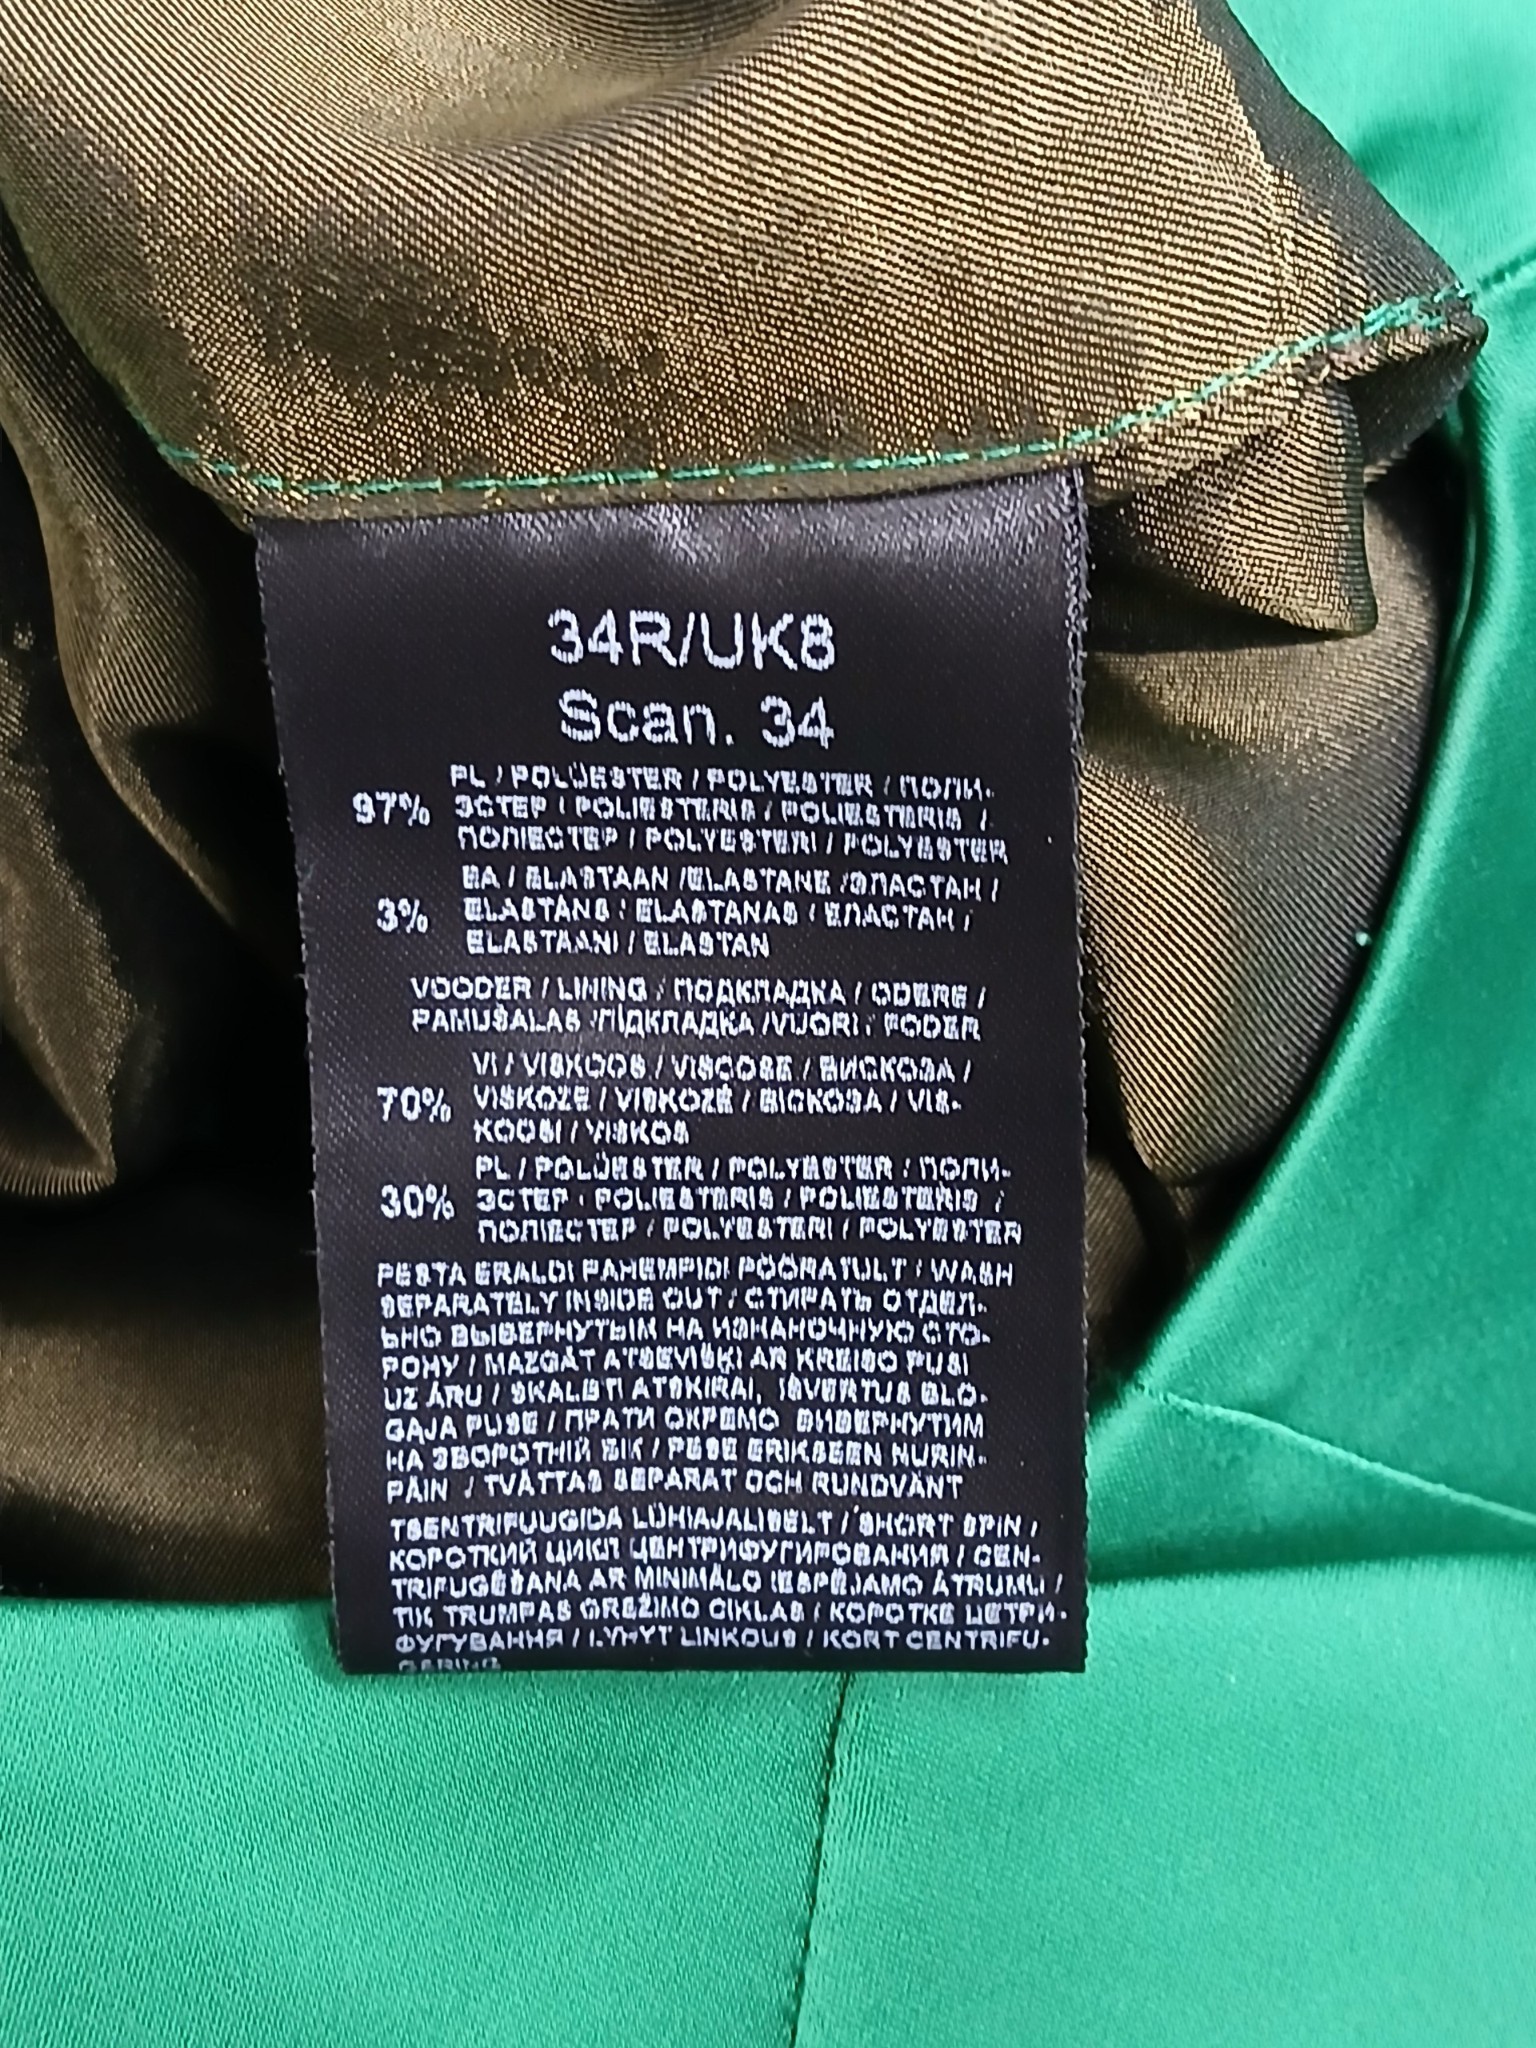 34R/UK8
Scan. 34
PL / POLÜESTER / POLYESTER / ПОЛИ-
97% ЭСТЕР / POLIESTERIS / POLIESTERIS /
ПОЛІЕСТЕР / POLYESTERI / POLYESTER
EA / ELASTAAN /ELASTANE /ЭЛАСТАН /
3% ELASTĀNS / ELASTANAS / ЕЛАСТАН /
ELASTAANI / ELASTAN
VOODER / LINING / ПОДКЛАДКА / ODERE /
PAMUŠALAS /ПІДКЛАДКА /VUORI / FODER
VI / VISKOOS / VISCOSE / ВИСКОЗА /
70% VISKOZE / VISKOZĖ / ВІСКОЗА / VIS-
KOOSI / VISKOS
PL / POLÜESTER / POLYESTER / ПОЛИ-
30% ЭСТЕР / POLIESTERIS / POLIESTERIS /
ПОЛІЕСТЕР / POLYESTERI / POLYESTER
PESTA ERALDI PAHEMPIDI PÖÖRATULT / WASH
SEPARATELY INSIDE OUT / СТИРАТЬ ОТДЕЛ-
ЬНО ВЫВЕРНУТЫМ НА ИЗНАНОЧНУЮ СТО-
РОНУ / MAZGĀT ATSEVIŠĶI AR KREISO PUSI
UZ ĀRU / SKALBTI ATSKIRAI, IŠVERTUS BLO-
GĄJA PUSE / ПРАТИ ОКРЕМО ВИВЕРНУТИМ
НА ЗВОРОТНІЙ БІК / PESE ERIKSEEN NURIN-
PÄIN / TVÄTTAS SEPARAT OCH RUNDVÄNT
TSENTRIFUUGIDA LÜHIAJALISELT / SHORT SPIN /
КОРОТКИЙ ЦИКЛ ЦЕНТРИФУГИРОВАНИЯ / CEN-
TRIFUGĒŠANA AR MINIMĀLO IESPĒJAMO ĀTRUMU /
TIK TRUMPAS GRĘŽIMO CIKLAS / КОРОТКЕ ЦЕТРИ-
ФУГУВАННЯ / LYHYT LINKOUS / KORT CENTRIFU-
GERING